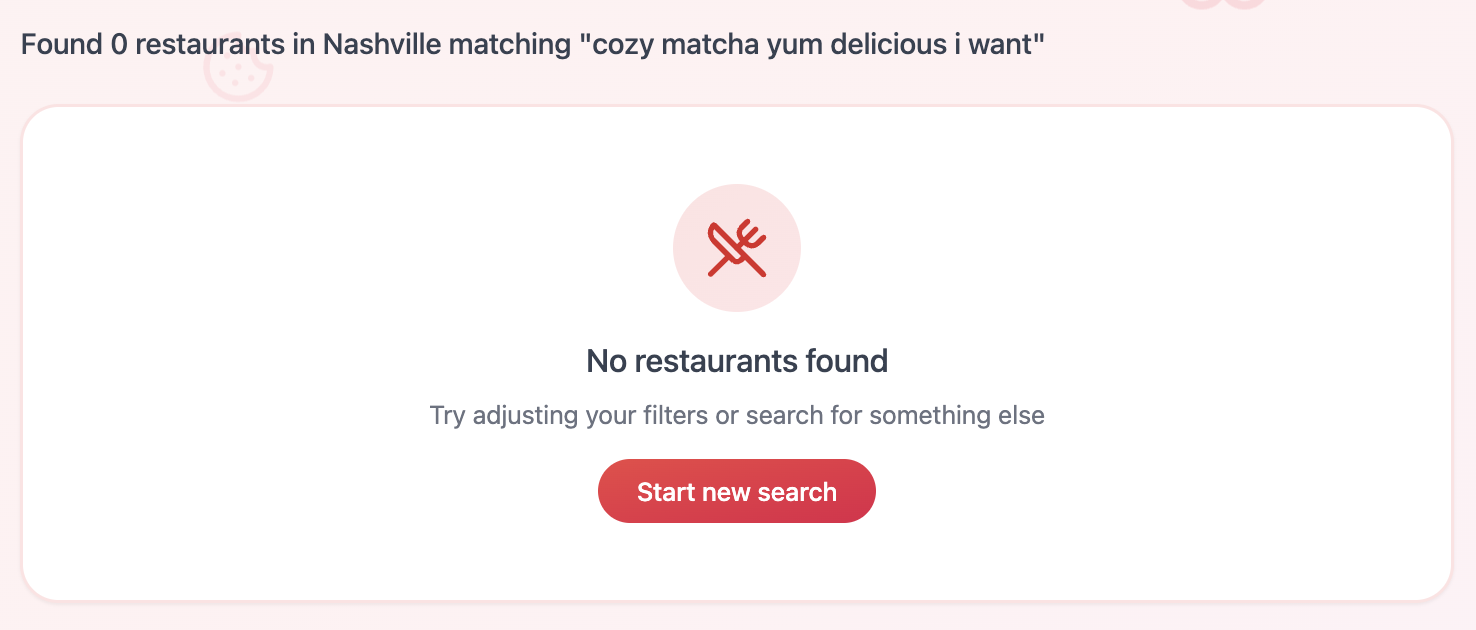 Found 0 restaurants in Nashville matching "cozy matcha yum delicious i want"
No restaurants found
Try adjusting your filters or search for something else
Start new search